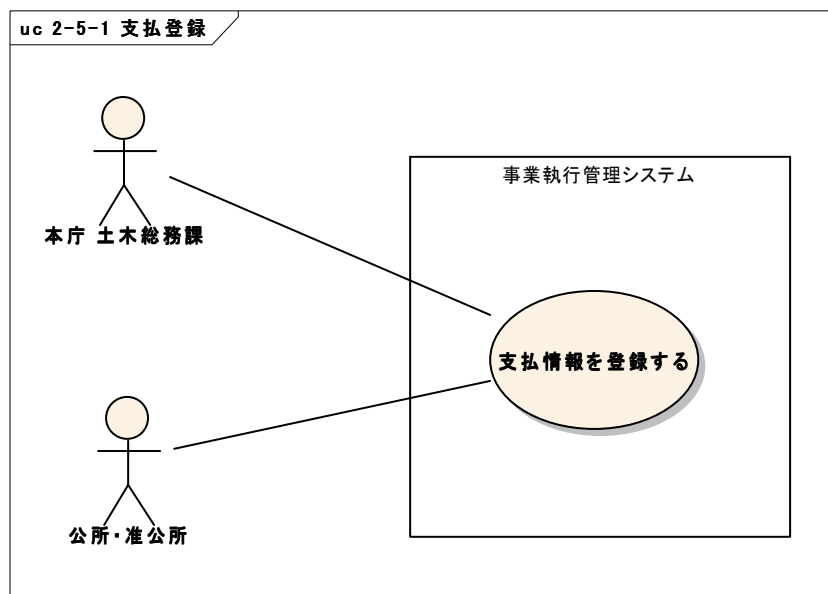 uc 2-5-1 支払登録
事業執行管理システム
本庁 土木総務課
支払情報を登録する
公所・准公所